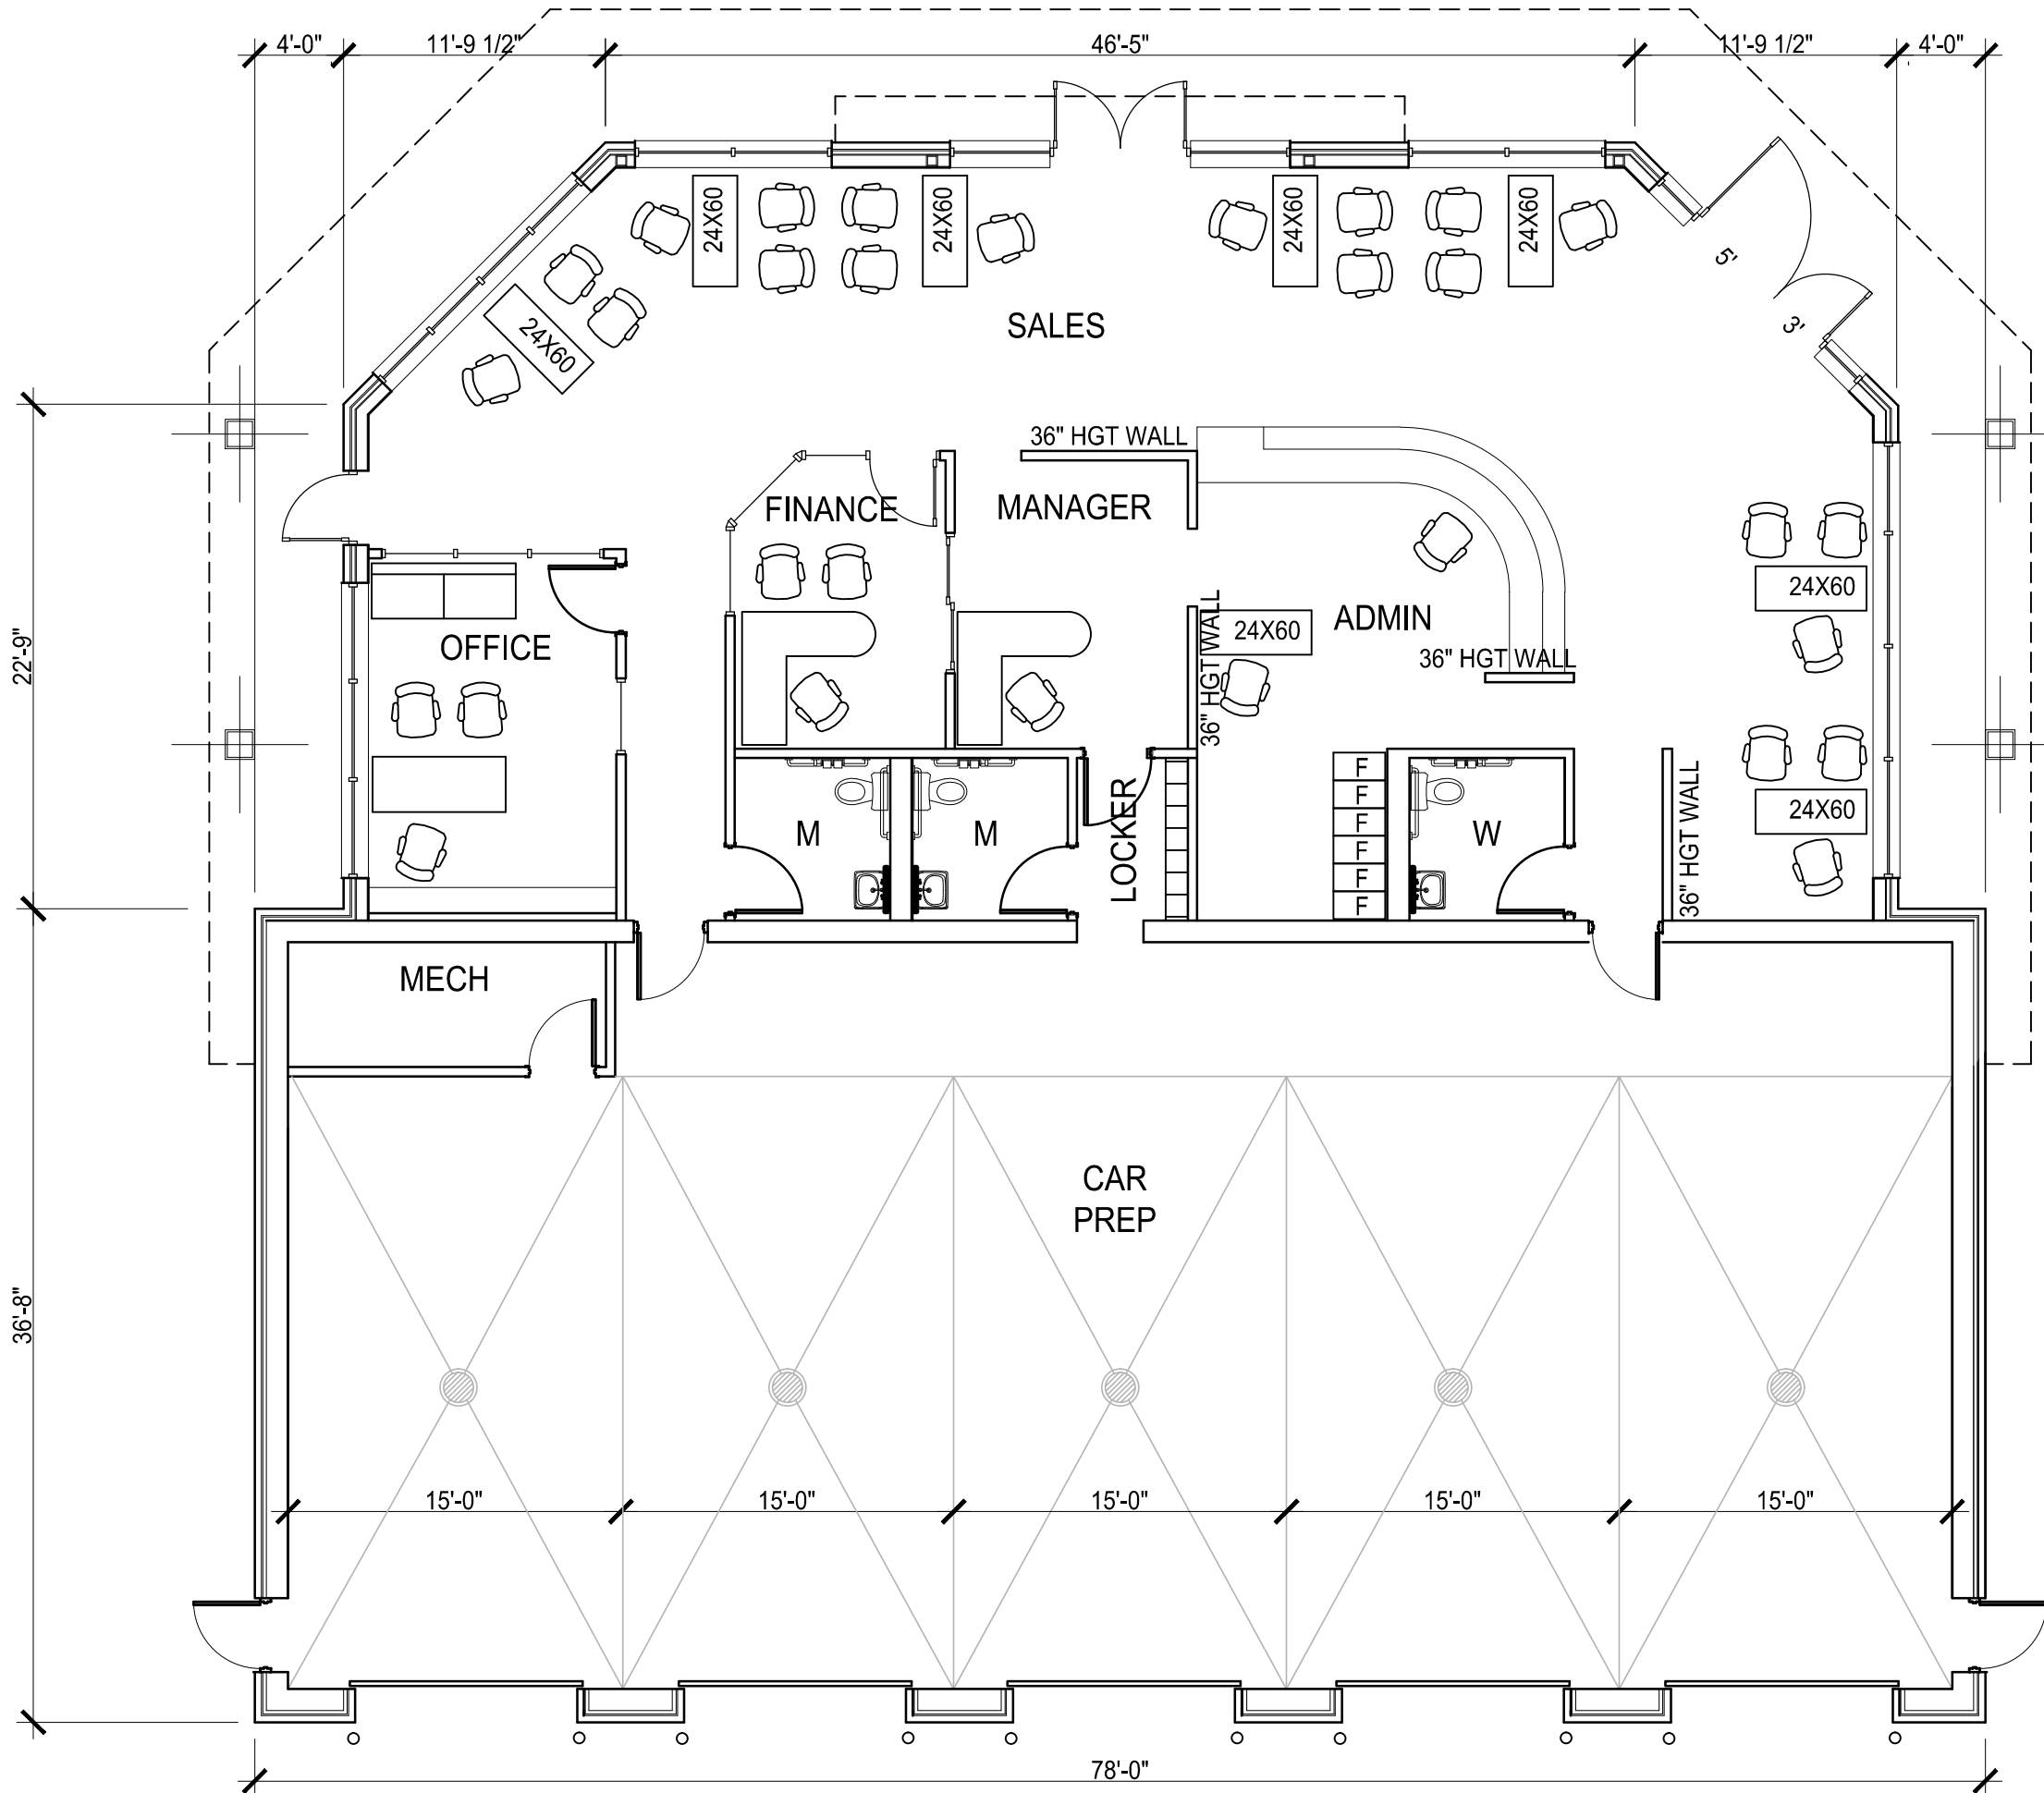 4'-0"
11'-9 1/2"
46'-5"
11'-9 1/2"
4'-0"
24X60
24X60
24X60
24X60
5'
SALES
3'
24X60
36" HGT WALL
FINANCE
MANAGER
24X60
36" HGT WALL
24X60
ADMIN
OFFICE
36" HGT WALL
22'-9"
F
F
F
F
F
F
24X60
36" HGT WALL
M
M
LOCKER
W
MECH
CAR
PREP
36'-8"
15'-0"
15'-0"
15'-0"
15'-0"
15'-0"
78'-0"